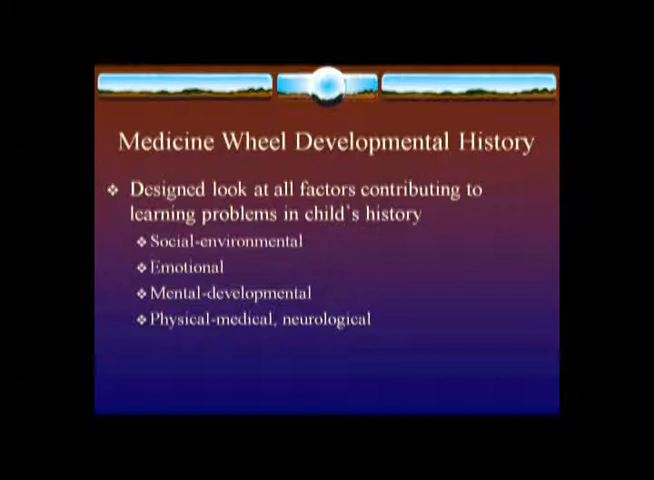 Medicine Wheel Developmental History
❖ Designed look at all factors contributing to
learning problems in child's history
❖ Social-environmental
❖ Emotional
❖ Mental-developmental
❖ Physical-medical, neurological